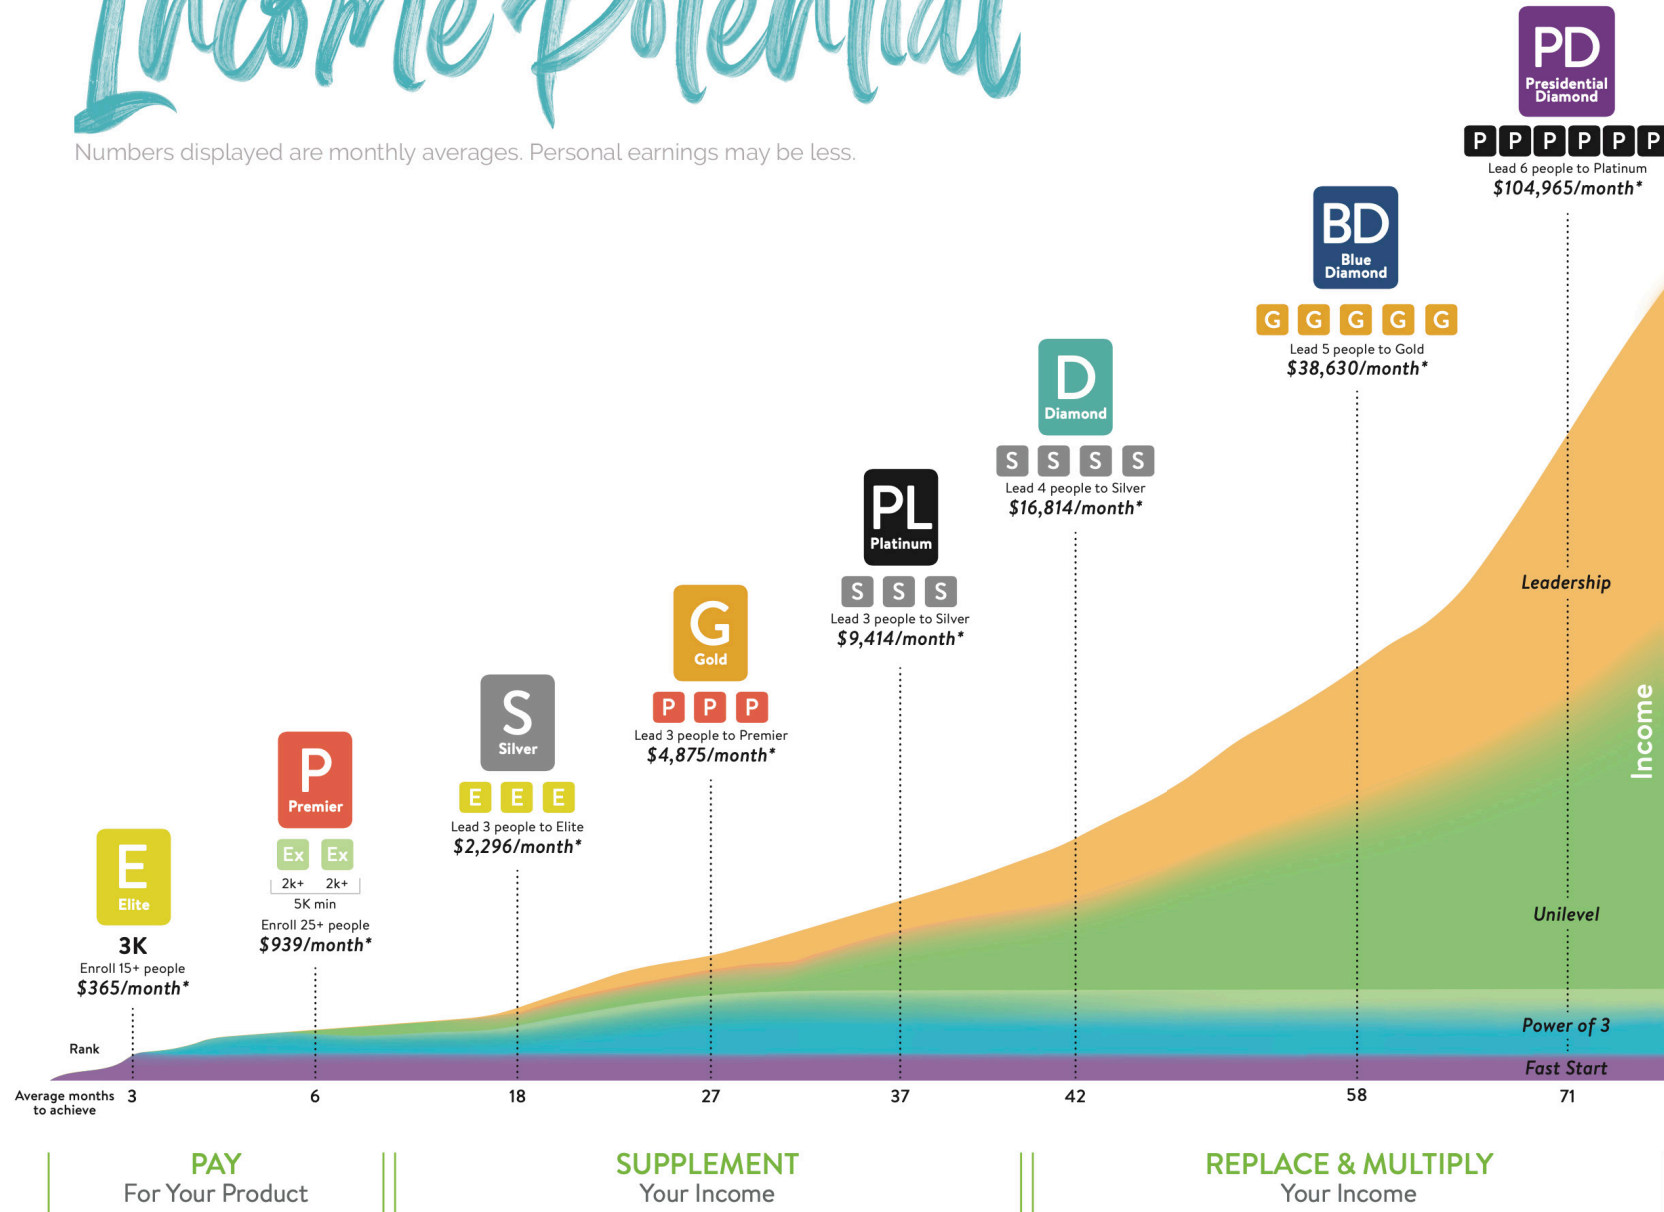 Income Potential
Numbers displayed are monthly averages. Personal earnings may be less.
PD
Presidential
Diamond
P P P P P P
Lead 6 people to Platinum
$104,965/month*
BD
Blue
Diamond
G G G G G
Lead 5 people to Gold
$38,630/month*
D
Diamond
S S S S
Lead 4 people to Silver
$16,814/month*
PL
Platinum
S S S
Lead 3 people to Silver
$9,414/month*
G
Gold
P P P
Lead 3 people to Premier
$4,875/month*
S
Silver
E E E
Lead 3 people to Elite
$2,296/month*
P
Premier
Ex Ex
2k+ 2k+
5K min
Enroll 25+ people
$939/month*
E
Elite
3K
Enroll 15+ people
$365/month*
Leadership
Income
Unilevel
Power of 3
Fast Start
Rank
Average months
to achieve
3 6 18 27 37 42 58 71
PAY
For Your Product
SUPPLEMENT
Your Income
REPLACE & MULTIPLY
Your Income